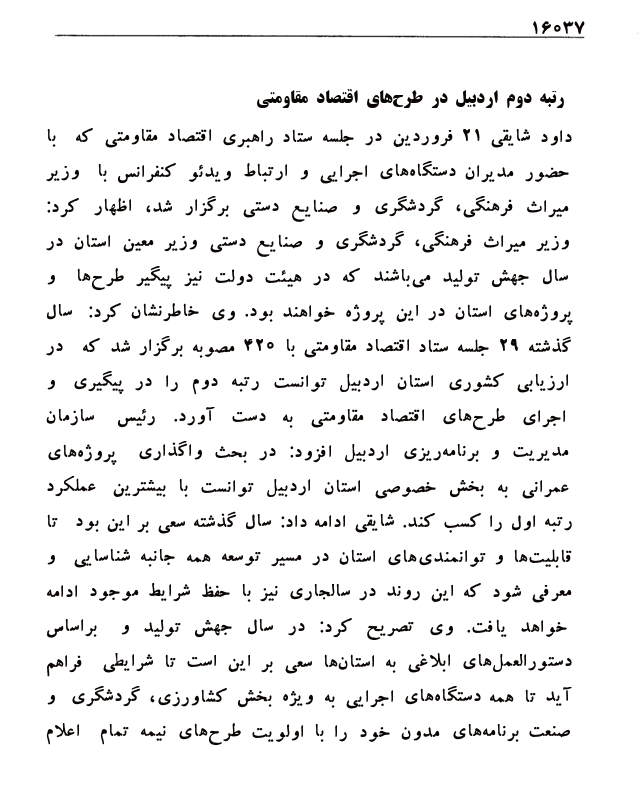 ۱۶۰۳۷
رتبه دوم اردبیل در طرح‌های اقتصاد مقاومتی
داود شایقی ۲۱ فروردین در جلسه ستاد راهبری اقتصاد مقاومتی که با
حضور مدیران دستگاه‌های اجرایی و ارتباط ویدئو کنفرانس با وزیر
میراث فرهنگی، گردشگری و صنایع دستی برگزار شد، اظهار کرد:
وزیر میراث فرهنگی، گردشگری و صنایع دستی وزیر معین استان در
سال جهش تولید می‌باشند که در هیئت دولت نیز پیگیر طرح‌ها و
پروژه‌های استان در این پروژه خواهند بود. وی خاطرنشان کرد: سال
گذشته ۲۹ جلسه ستاد اقتصاد مقاومتی با ۴۲۰ مصوبه برگزار شد که در
ارزیابی کشوری استان اردبیل توانست رتبه دوم را در پیگیری و
اجرای طرح‌های اقتصاد مقاومتی به دست آورد. رئیس سازمان
مدیریت و برنامه‌ریزی اردبیل افزود: در بحث واگذاری پروژه‌های
عمرانی به بخش خصوصی استان اردبیل توانست با بیشترین عملکرد
رتبه اول را کسب کند. شایقی ادامه داد: سال گذشته سعی بر این بود تا
قابلیت‌ها و توانمندی‌های استان در مسیر توسعه همه جانبه شناسایی و
معرفی شود که این روند در سالجاری نیز با حفظ شرایط موجود ادامه
خواهد یافت. وی تصریح کرد: در سال جهش تولید و براساس
دستورالعمل‌های ابلاغی به استان‌ها سعی بر این است تا شرایطی فراهم
آید تا همه دستگاه‌های اجرایی به ویژه بخش کشاورزی، گردشگری و
صنعت برنامه‌های مدون خود را با اولویت طرح‌های نیمه تمام اعلام